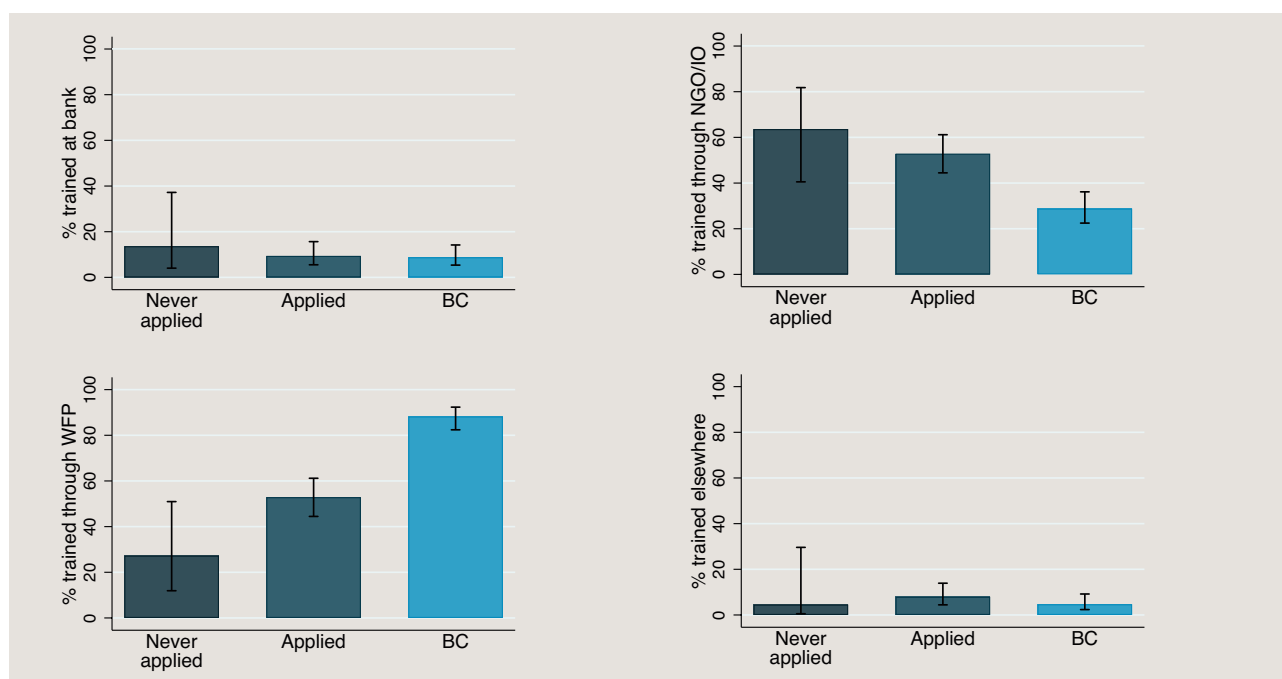 % trained at bank
100
80
60
40
20
0
Never
applied
Applied
BC
% trained through NGO/IO
100
80
60
40
20
0
Never
applied
Applied
BC
% trained through WFP
100
80
60
40
20
0
Never
applied
Applied
BC
% trained elsewhere
100
80
60
40
20
0
Never
applied
Applied
BC